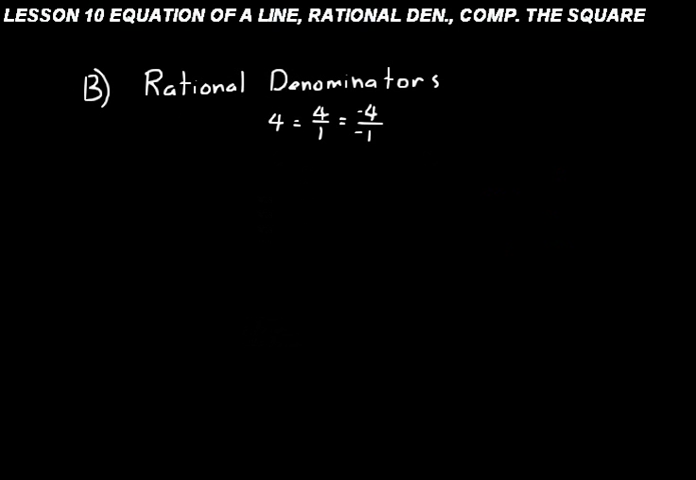 LESSON 10 EQUATION OF A LINE, RATIONAL DEN., COMP. THE SQUARE
B) Rational Denominators
4 = 4/1 = -4/-1